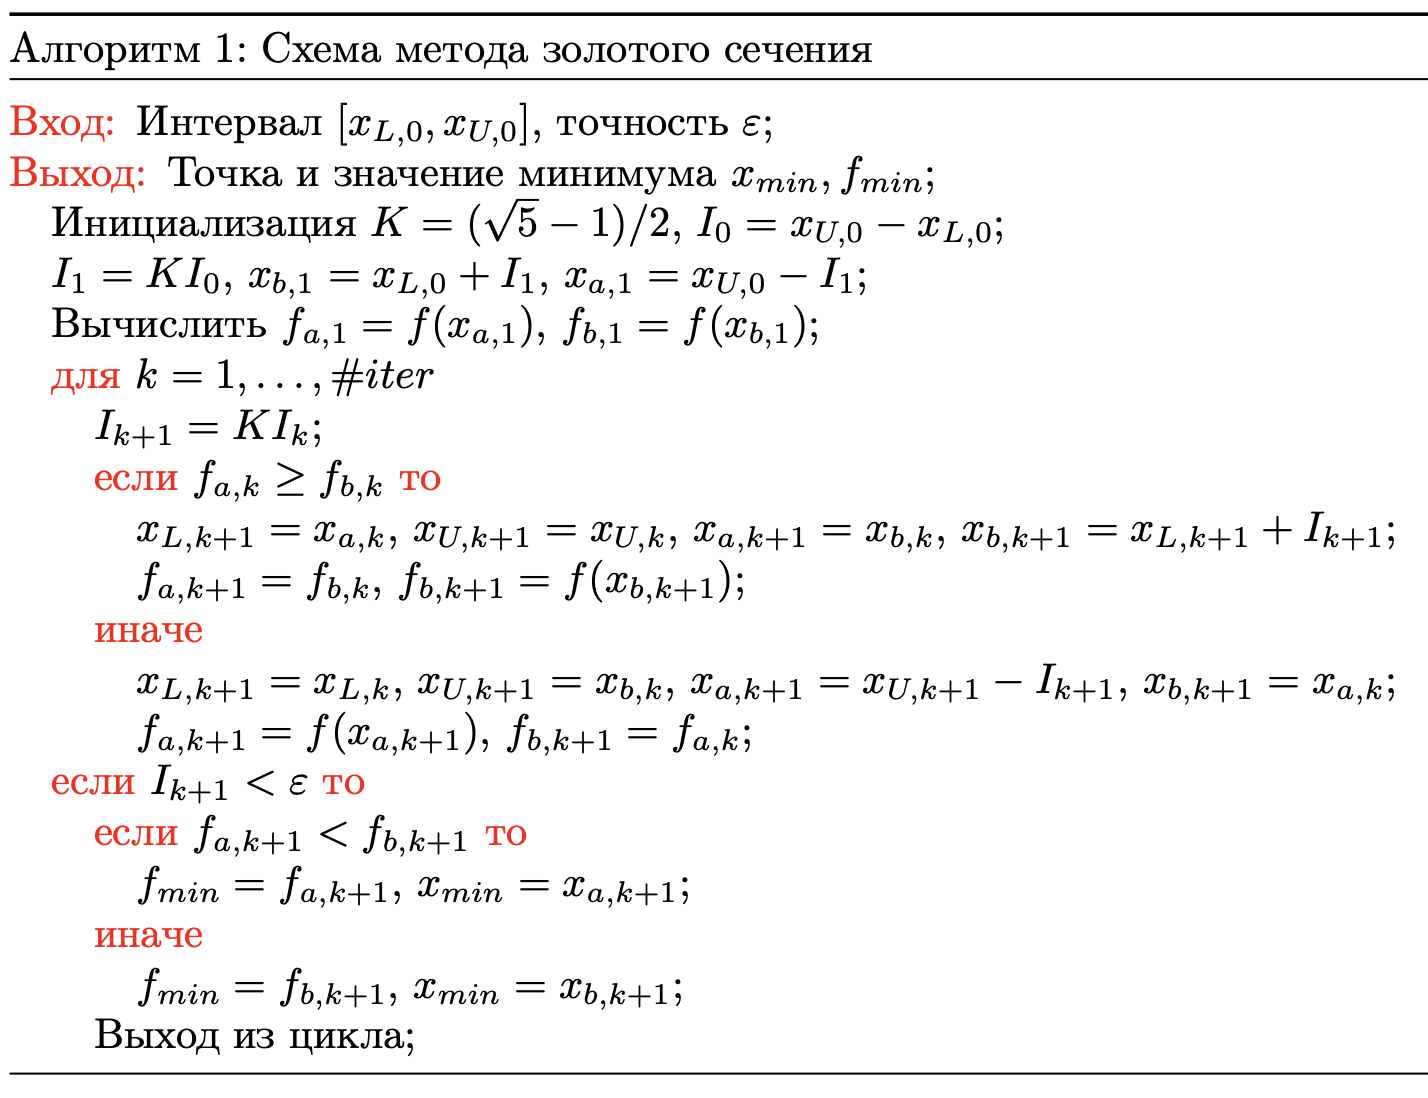 Алгоритм 1: Схема метода золотого сечения
Вход: Интервал [x_{L,0}, x_{U,0}], точность ε;
Выход: Точка и значение минимума x_{min}, f_{min};
Инициализация K = (√5 − 1)/2, I_0 = x_{U,0} − x_{L,0};
I_1 = KI_0, x_{b,1} = x_{L,0} + I_1, x_{a,1} = x_{U,0} − I_1;
Вычислить f_{a,1} = f(x_{a,1}), f_{b,1} = f(x_{b,1});
для k = 1, . . . , #iter
I_{k+1} = KI_k;
если f_{a,k} ≥ f_{b,k} то
x_{L,k+1} = x_{a,k}, x_{U,k+1} = x_{U,k}, x_{a,k+1} = x_{b,k}, x_{b,k+1} = x_{L,k+1} + I_{k+1};
f_{a,k+1} = f_{b,k}, f_{b,k+1} = f(x_{b,k+1});
иначе
x_{L,k+1} = x_{L,k}, x_{U,k+1} = x_{b,k}, x_{a,k+1} = x_{U,k+1} − I_{k+1}, x_{b,k+1} = x_{a,k};
f_{a,k+1} = f(x_{a,k+1}), f_{b,k+1} = f_{a,k};
если I_{k+1} < ε то
если f_{a,k+1} < f_{b,k+1} то
f_{min} = f_{a,k+1}, x_{min} = x_{a,k+1};
иначе
f_{min} = f_{b,k+1}, x_{min} = x_{b,k+1};
Выход из цикла;